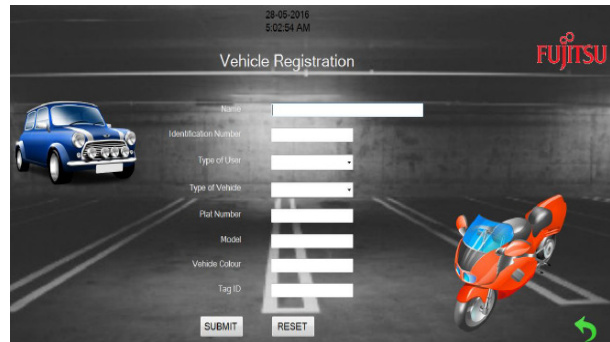 28-05-2016
5:02:54 AM
FUJITSU
Vehicle Registration
Name
Identification Number
Type of User
Type of Vehicle
Plat Number
Model
Vehicle Colour
Tag ID
SUBMIT
RESET